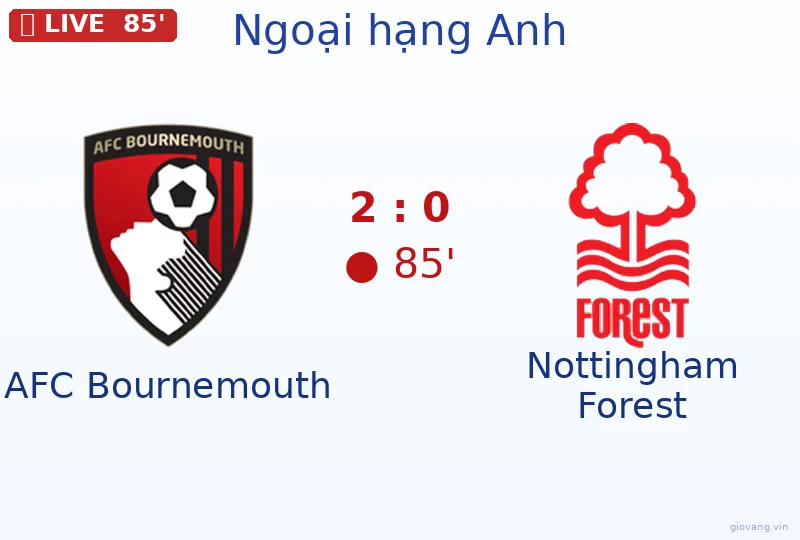 LIVE 85'
Ngoại hạng Anh
AFC BOURNEMOUTH
2 : 0
85'
FOREST
AFC Bournemouth
Nottingham
Forest
giovang.vin